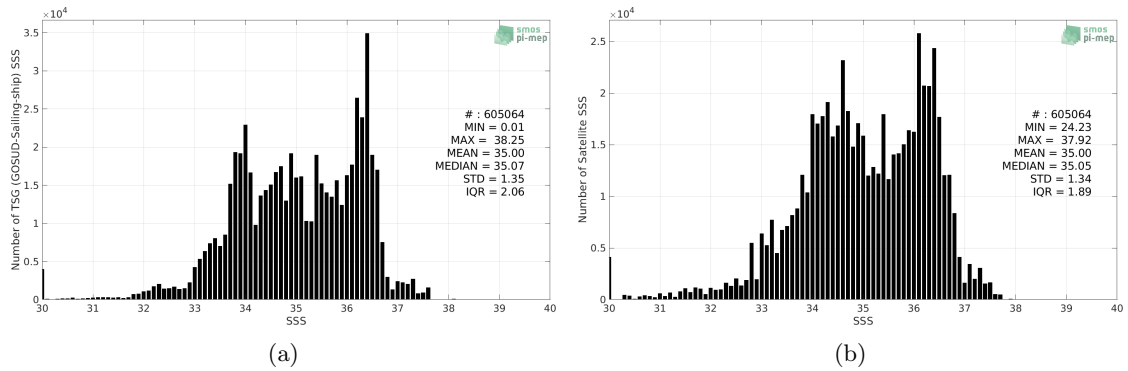 ×10⁴
3.5
3
2.5
2
1.5
1
0.5
0
Number of TSG (GOSUD-Sailing-ship) SSS
smos
pi-mep
# : 605064
MIN = 0.01
MAX = 38.25
MEAN = 35.00
MEDIAN = 35.07
STD = 1.35
IQR = 2.06
30 31 32 33 34 35 36 37 38 39 40
SSS
(a)
×10⁴
2.5
2
1.5
1
0.5
0
Number of Satellite SSS
smos
pi-mep
# : 605064
MIN = 24.23
MAX = 37.92
MEAN = 35.00
MEDIAN = 35.05
STD = 1.34
IQR = 1.89
30 31 32 33 34 35 36 37 38 39 40
SSS
(b)